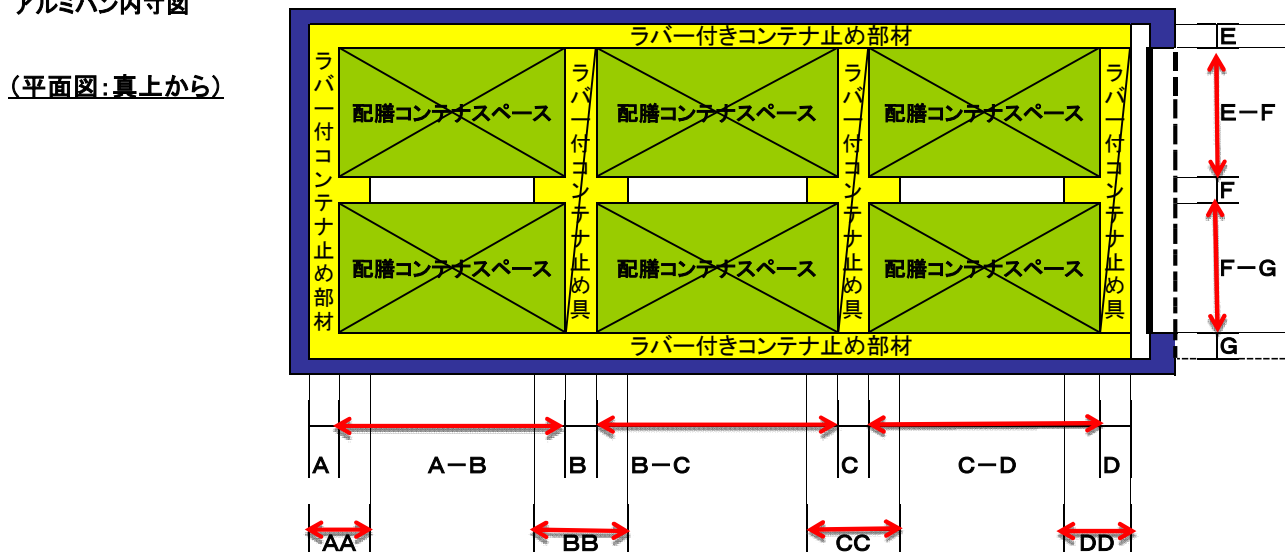 アルミバン内寸図
(平面図:真上から)
ラバー付きコンテナ止め部材
ラバー付コンテナ止め部材
配膳コンテナスペース
ラバー付コンテナ止め具
配膳コンテナスペース
ラバー付コンテナ止め具
配膳コンテナスペース
ラバー付コンテナ止め具
配膳コンテナスペース
配膳コンテナスペース
配膳コンテナスペース
ラバー付きコンテナ止め部材
E
E－F
F
F－G
G
A A－B B B－C C C－D D
AA BB CC DD